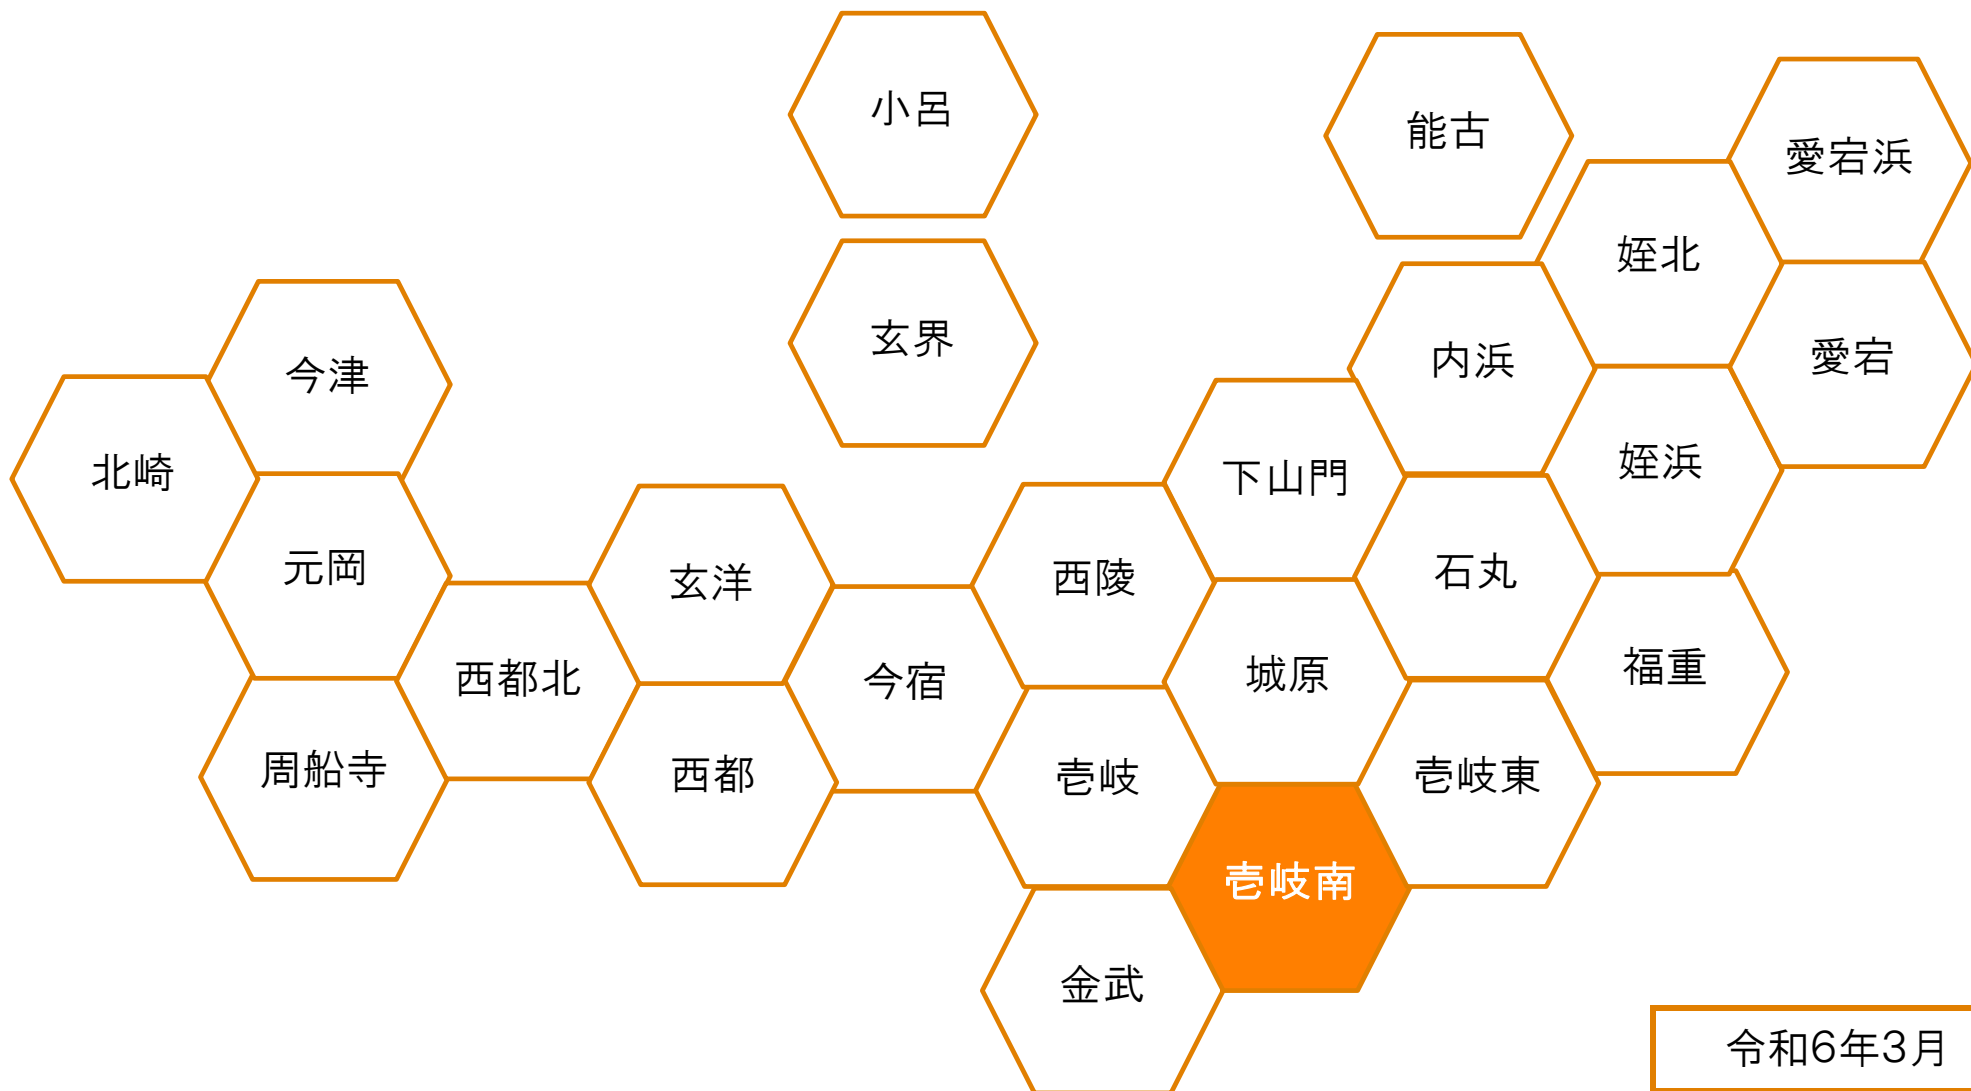 小呂
能古
愛宕浜
姪北
玄界
内浜
愛宕
今津
北崎
下山門
姪浜
元岡
玄洋
西陵
石丸
西都北
今宿
城原
福重
周船寺
西都
壱岐
壱岐東
壱岐南
金武
令和6年3月